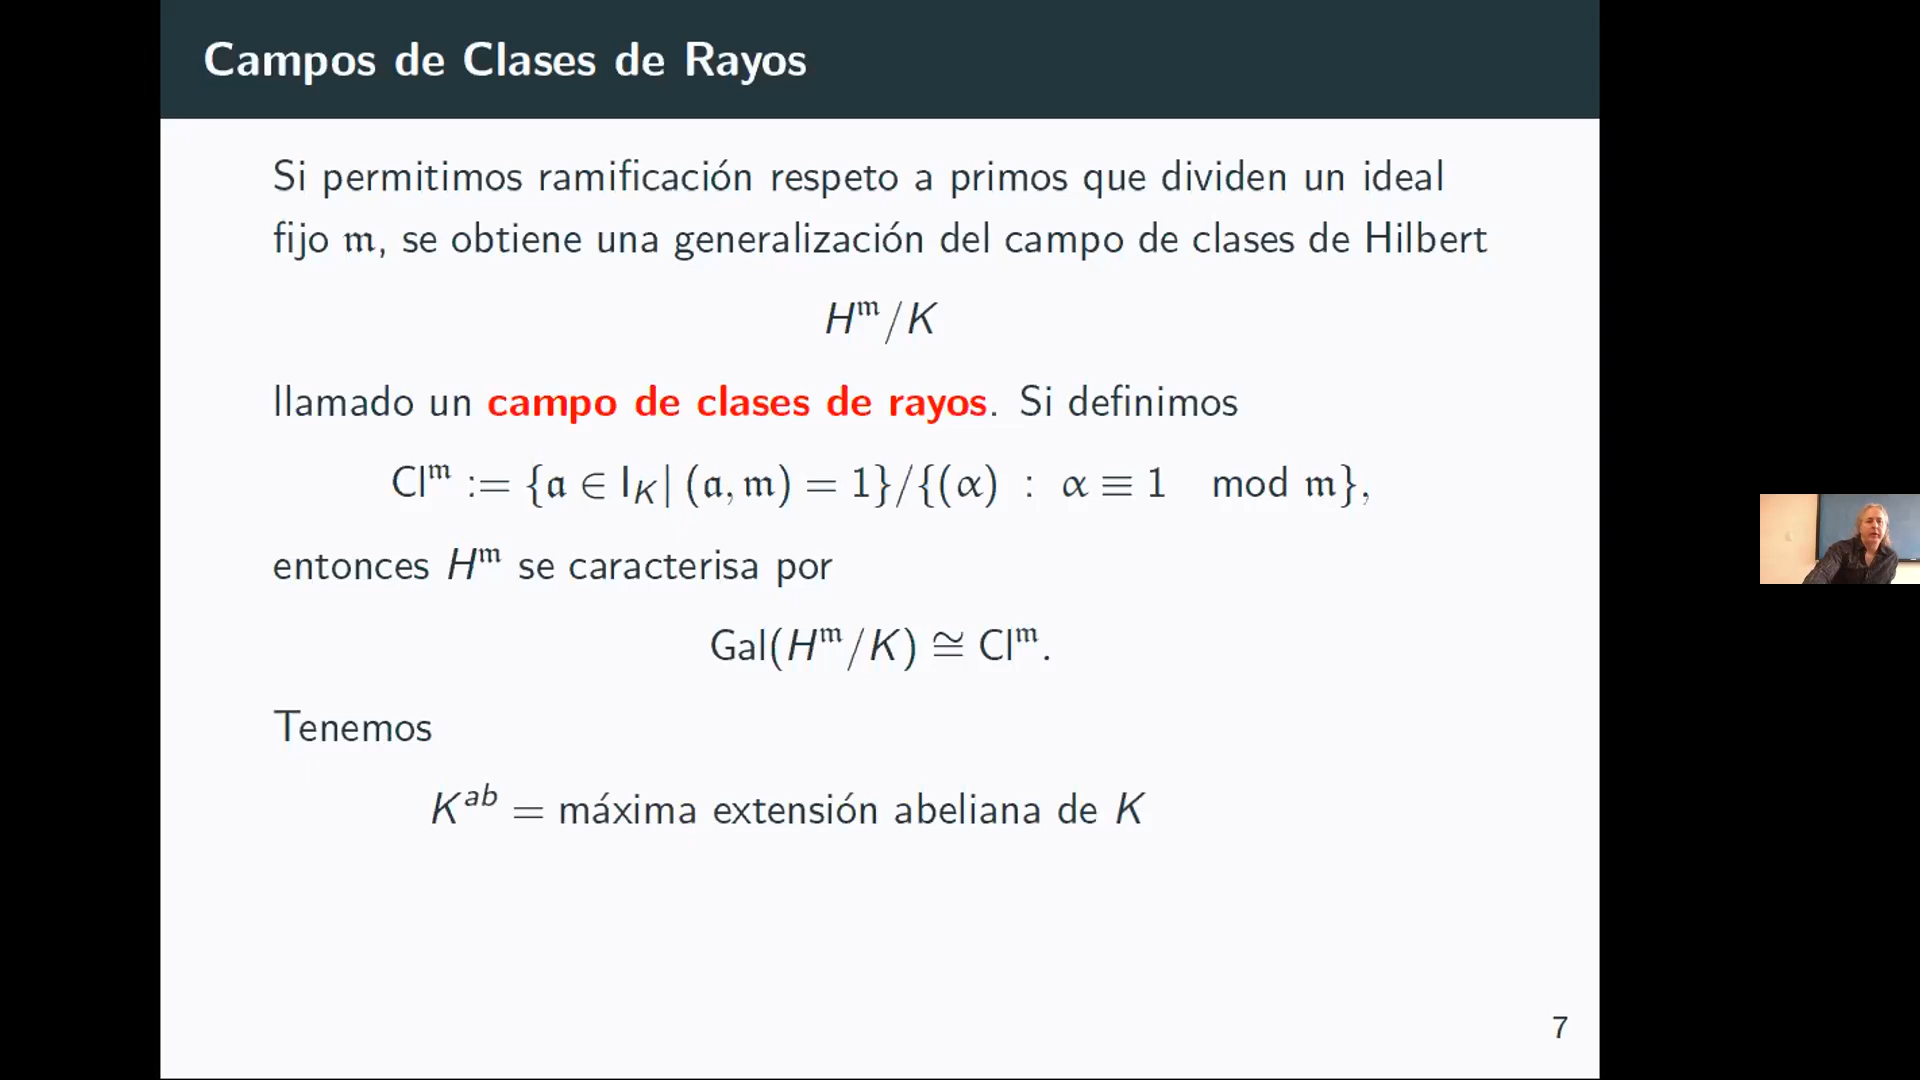 Campos de Clases de Rayos
Si permitimos ramificación respeto a primos que dividen un ideal
fijo 𝔪, se obtiene una generalización del campo de clases de Hilbert
H^𝔪/K
llamado un campo de clases de rayos. Si definimos
Cl^𝔪 := {𝔞 ∈ I_K | (𝔞, 𝔪) = 1}/{(α) : α ≡ 1 mod 𝔪},
entonces H^𝔪 se caracterisa por
Gal(H^𝔪/K) ≅ Cl^𝔪.
Tenemos
K^ab = máxima extensión abeliana de K
7